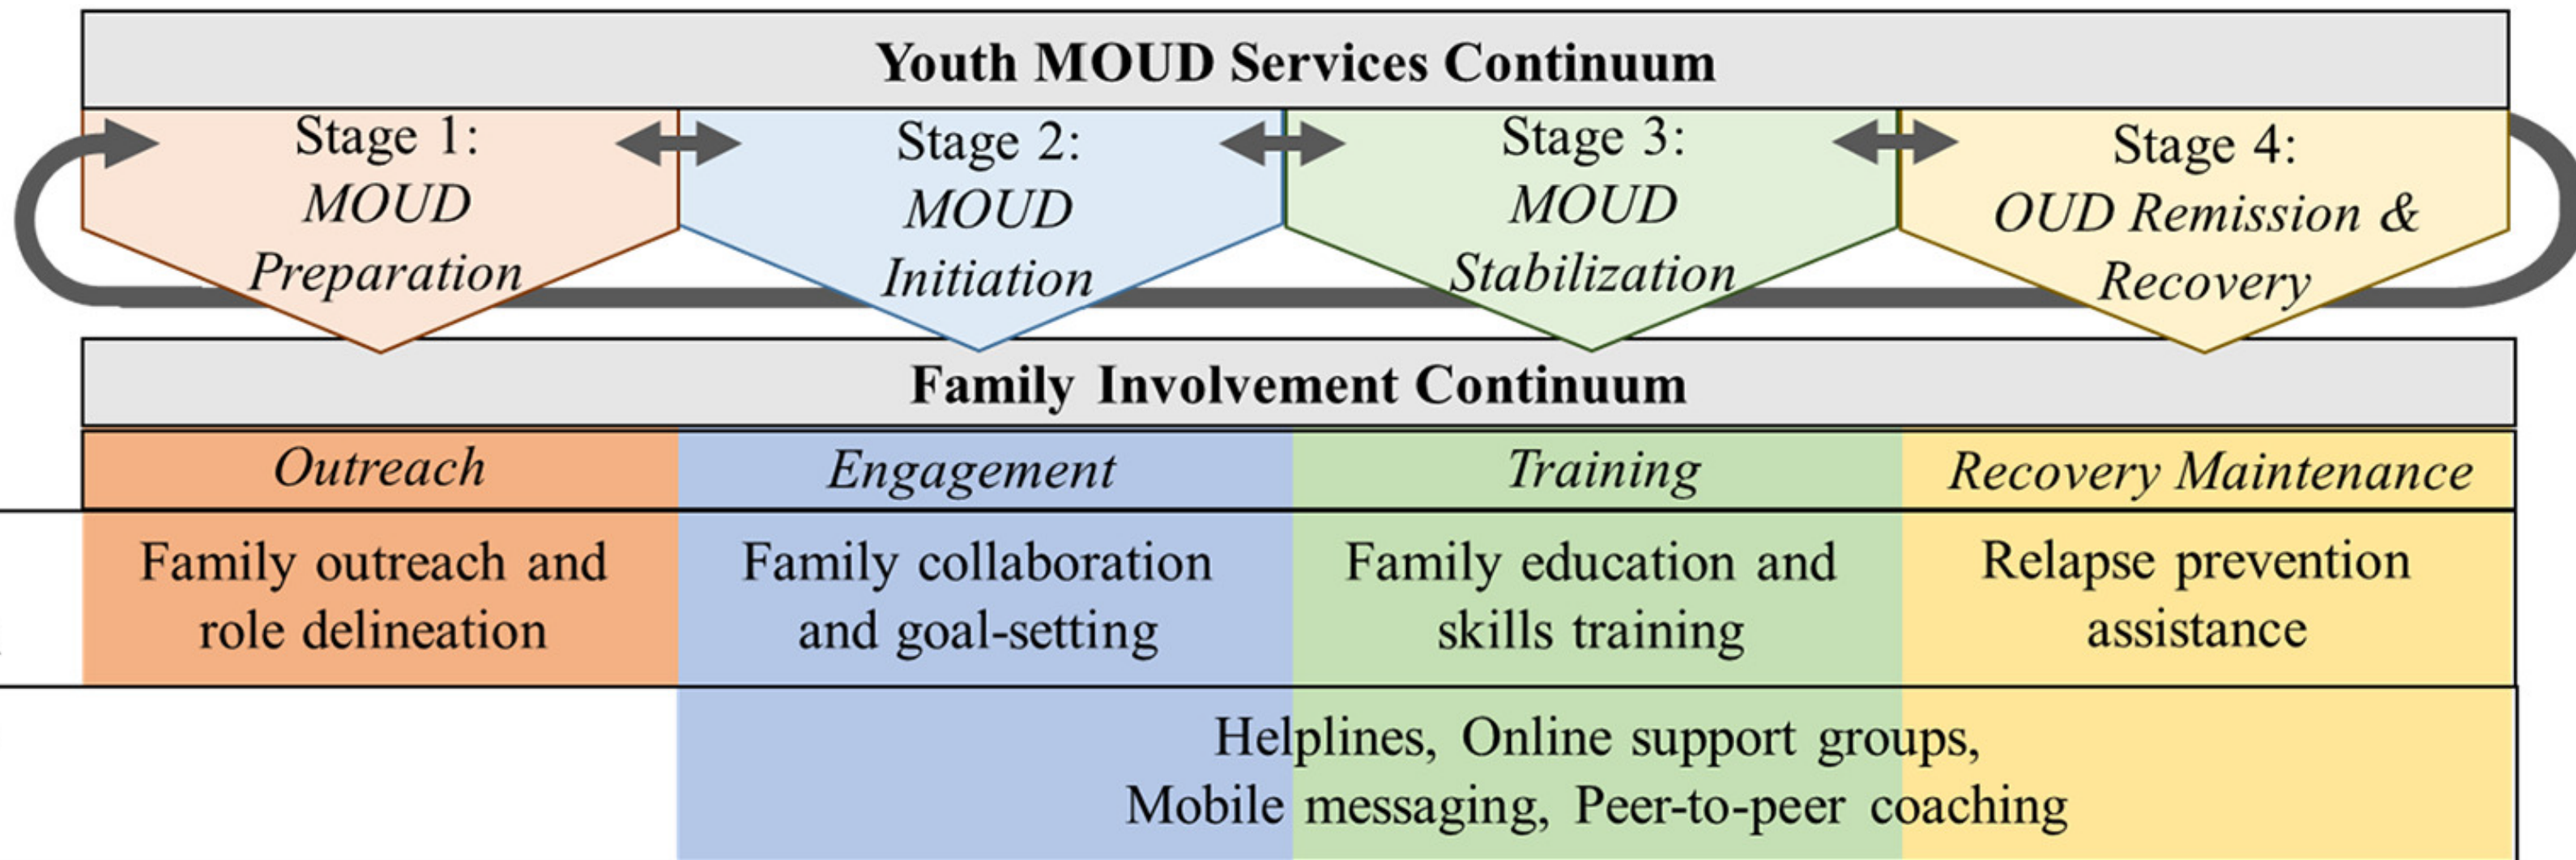 Youth MOUD Services Continuum
Stage 1:
MOUD
Preparation
Stage 2:
MOUD
Initiation
Stage 3:
MOUD
Stabilization
Stage 4:
OUD Remission &
Recovery
Family Involvement Continuum
Outreach
Engagement
Training
Recovery Maintenance
Family outreach and
role delineation
Family collaboration
and goal-setting
Family education and
skills training
Relapse prevention
assistance
Helplines, Online support groups,
Mobile messaging, Peer-to-peer coaching